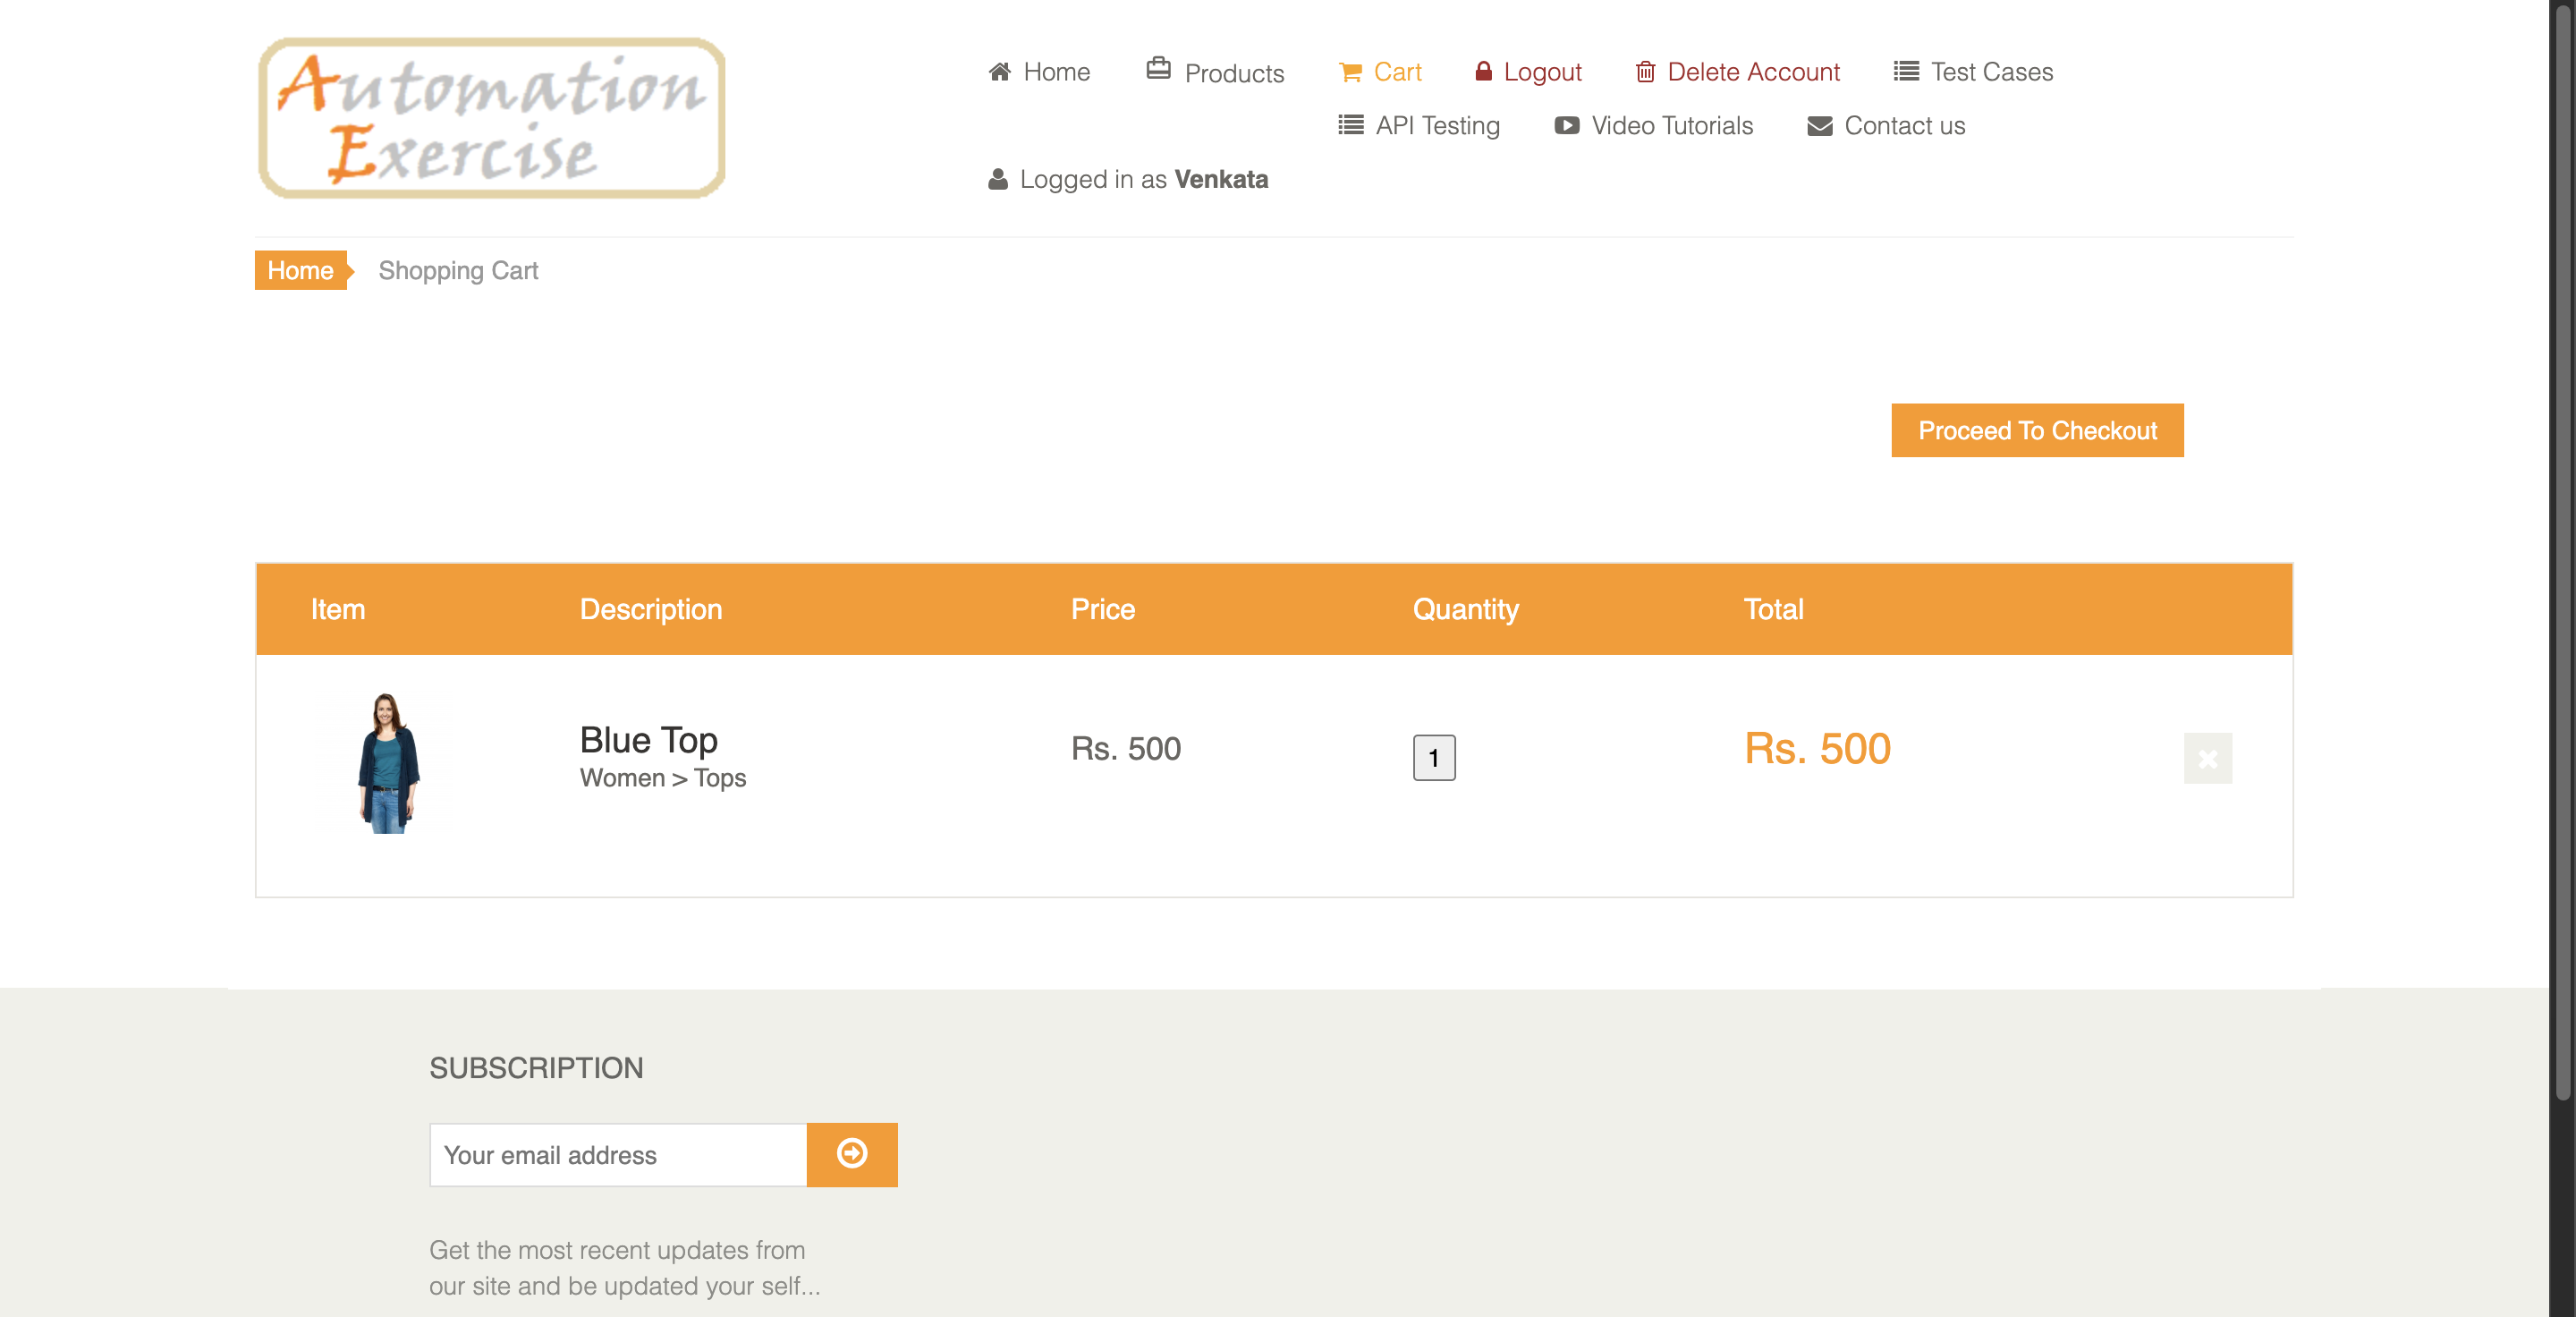 Automation
Exercise
Home Products Cart Logout Delete Account Test Cases
API Testing Video Tutorials Contact us
Logged in as Venkata
Home Shopping Cart
Proceed To Checkout
Item Description Price Quantity Total
Blue Top Rs. 500 1 Rs. 500
Women > Tops
SUBSCRIPTION
Your email address
Get the most recent updates from
our site and be updated your self...